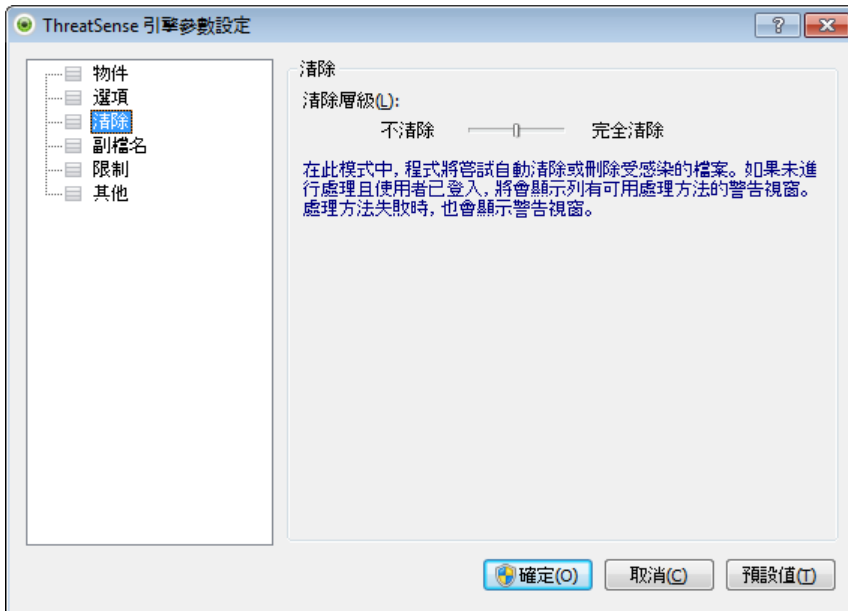 ThreatSense 引擎參數設定
物件
選項
清除
副檔名
限制
其他
清除
清除層級(L):
不清除 完全清除
在此模式中, 程式將嘗試自動清除或刪除受感染的檔案。如果未進
行處理且使用者已登入, 將會顯示列有可用處理方法的警告視窗。
處理方法失敗時, 也會顯示警告視窗。
確定(O) 取消(C) 預設值(T)